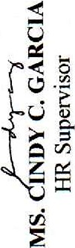 MS. CINDY C. GARCIA
HR Supervisor